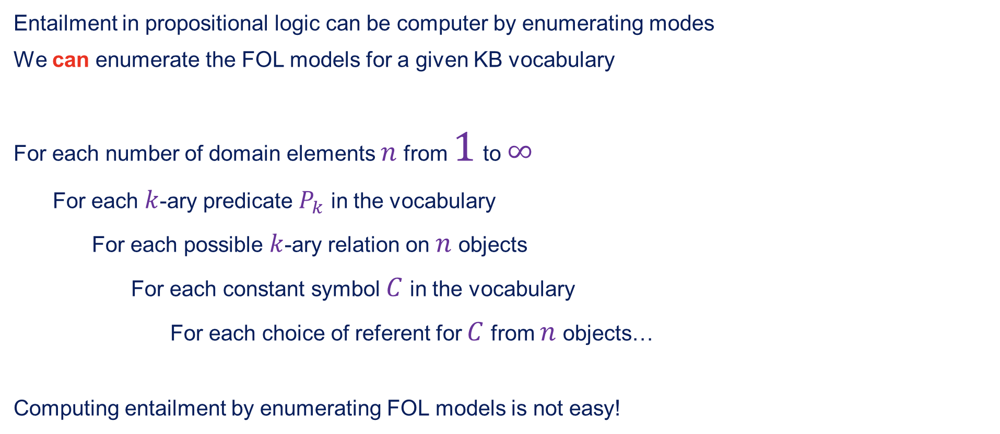 Entailment in propositional logic can be computer by enumerating modes
We can enumerate the FOL models for a given KB vocabulary
For each number of domain elements n from 1 to ∞
For each k-ary predicate Pₖ in the vocabulary
For each possible k-ary relation on n objects
For each constant symbol C in the vocabulary
For each choice of referent for C from n objects…
Computing entailment by enumerating FOL models is not easy!